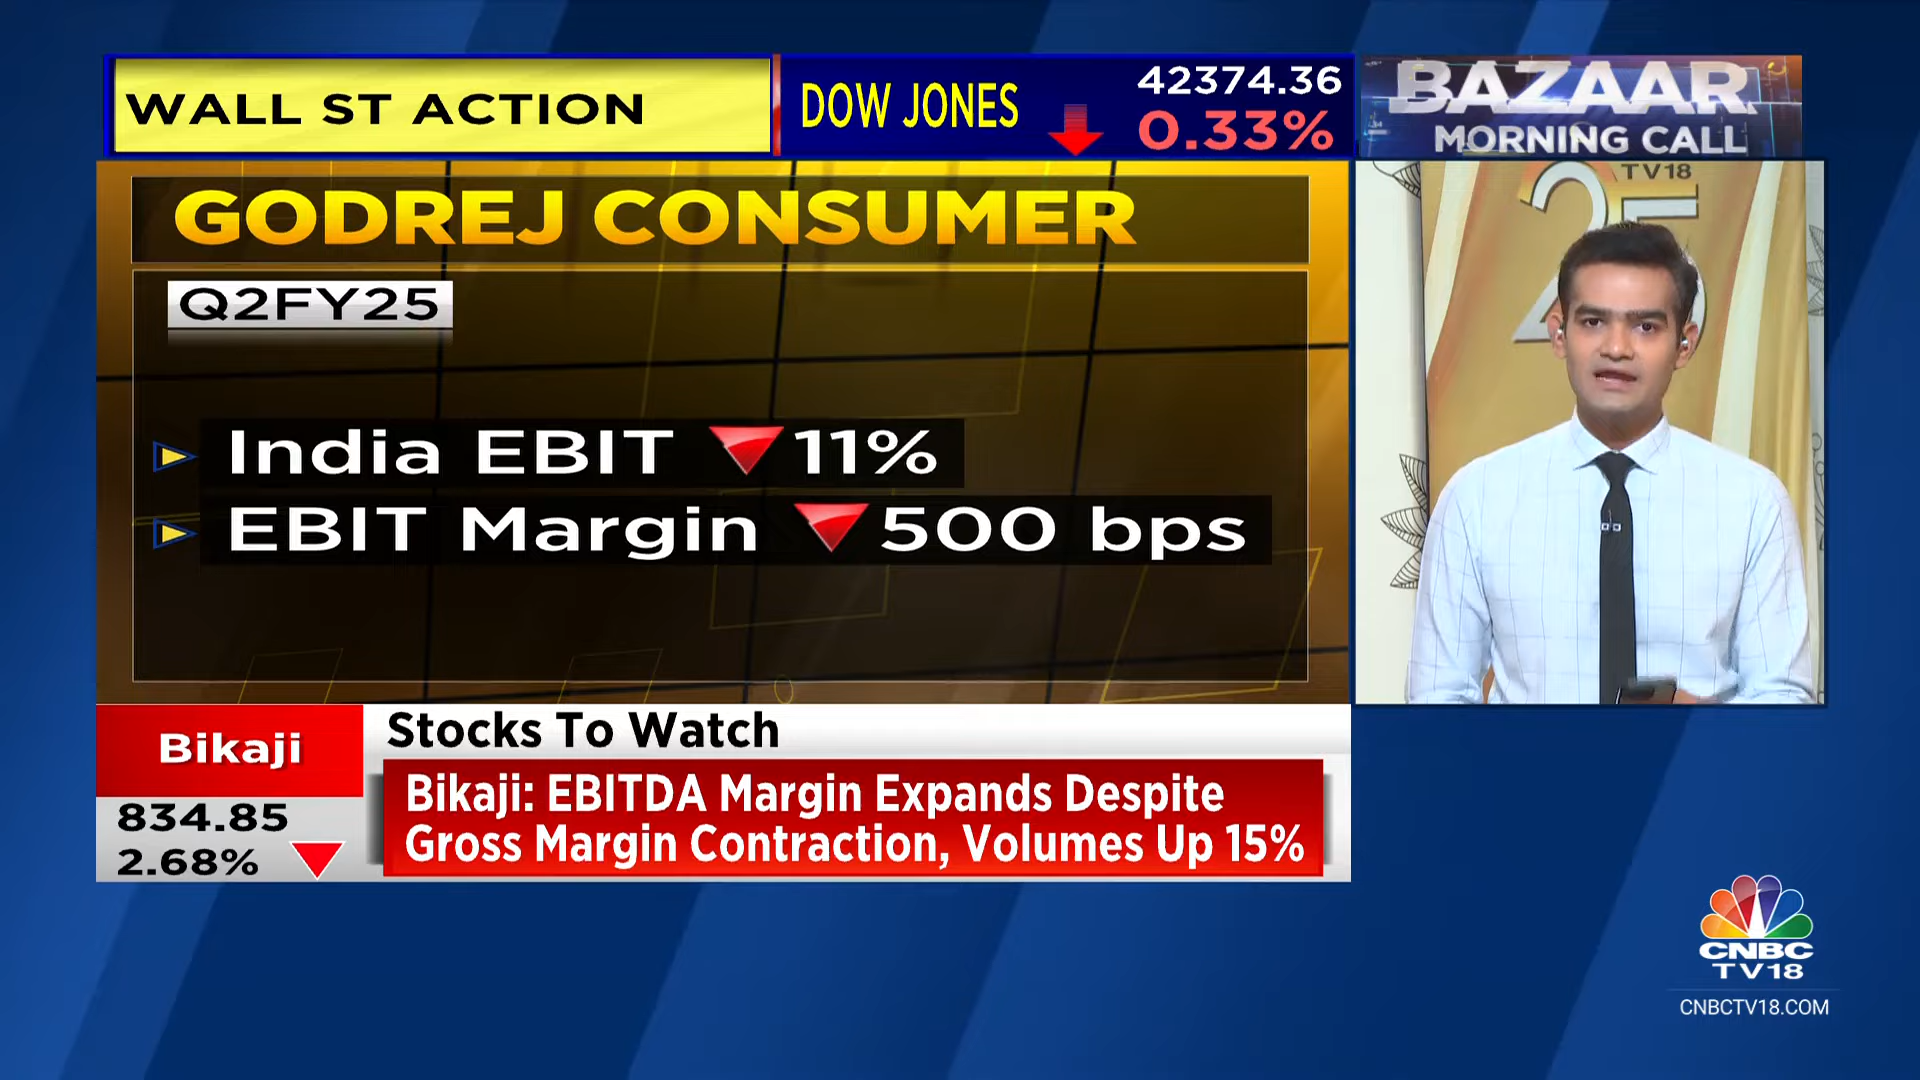 WALL ST ACTION
DOW JONES
42374.36
0.33%
BAZAAR
MORNING CALL
TV18
25
GODREJ CONSUMER
Q2FY25
India EBIT ▼ 11%
EBIT Margin ▼ 500 bps
Bikaji
834.85
2.68%
Stocks To Watch
Bikaji: EBITDA Margin Expands Despite
Gross Margin Contraction, Volumes Up 15%
CNBC
TV18
CNBCTV18.COM